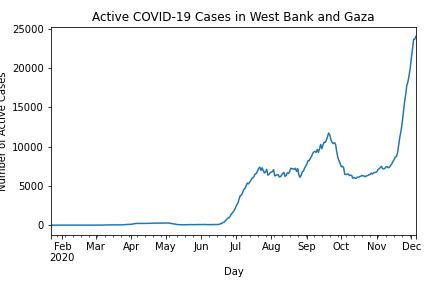 Active COVID-19 Cases in West Bank and Gaza
Number of Active Cases
25000
20000
15000
10000
5000
0
Feb Mar Apr May Jun Jul Aug Sep Oct Nov Dec
2020
Day